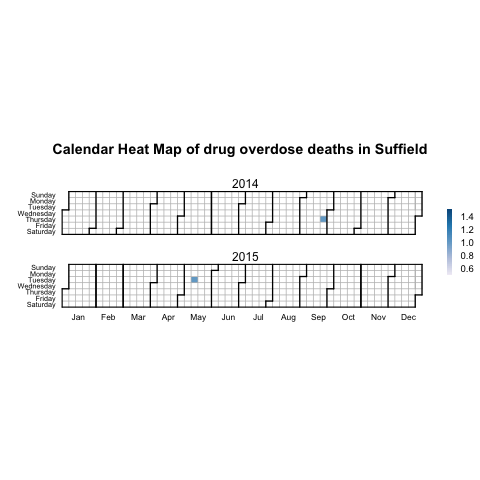 Calendar Heat Map of drug overdose deaths in Suffield
2014
Sunday
Monday
Tuesday
Wednesday
Thursday
Friday
Saturday
1.4
1.2
1.0
0.8
0.6
2015
Sunday
Monday
Tuesday
Wednesday
Thursday
Friday
Saturday
Jan Feb Mar Apr May Jun Jul Aug Sep Oct Nov Dec